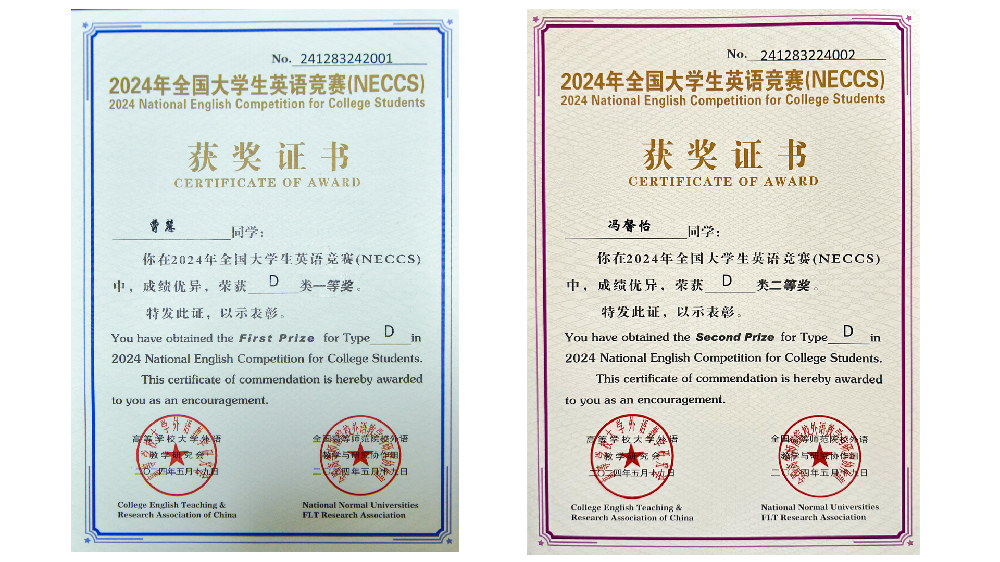 No. 241283242001
2024年全国大学生英语竞赛(NECCS)
2024 National English Competition for College Students
获奖证书
CERTIFICATE OF AWARD
曹慧同学：
你在2024年全国大学生英语竞赛(NECCS)
中，成绩优异，荣获 D 类一等奖。
特发此证，以示表彰。
You have obtained the First Prize for Type D in
2024 National English Competition for College Students.
This certificate of commendation is hereby awarded
to you as an encouragement.
高等学校大学外语
教学研究会
二〇二四年五月十九日
College English Teaching &
Research Association of China
全国高等师范院校外语
教学与研究协作组
二〇二四年五月十九日
National Normal Universities
FLT Research Association
No. 241283224002
2024年全国大学生英语竞赛(NECCS)
2024 National English Competition for College Students
获奖证书
CERTIFICATE OF AWARD
冯馨怡同学：
你在2024年全国大学生英语竞赛(NECCS)
中，成绩优异，荣获 D 类二等奖。
特发此证，以示表彰。
You have obtained the Second Prize for Type D in
2024 National English Competition for College Students.
This certificate of commendation is hereby awarded
to you as an encouragement.
高等学校大学外语
教学研究会
二〇二四年五月十九日
College English Teaching &
Research Association of China
全国高等师范院校外语
教学与研究协作组
二〇二四年五月十九日
National Normal Universities
FLT Research Association